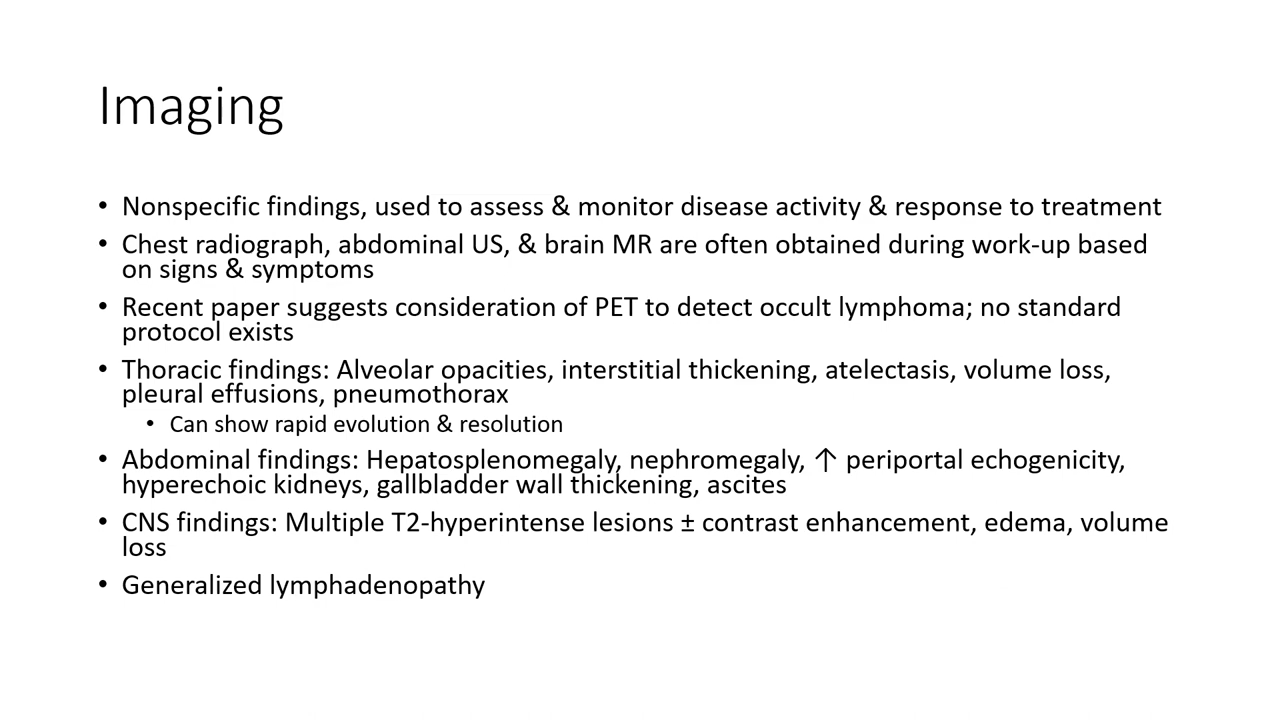 Imaging
• Nonspecific findings, used to assess & monitor disease activity & response to treatment
• Chest radiograph, abdominal US, & brain MR are often obtained during work-up based
on signs & symptoms
• Recent paper suggests consideration of PET to detect occult lymphoma; no standard
protocol exists
• Thoracic findings: Alveolar opacities, interstitial thickening, atelectasis, volume loss,
pleural effusions, pneumothorax
• Can show rapid evolution & resolution
• Abdominal findings: Hepatosplenomegaly, nephromegaly, ↑ periportal echogenicity,
hyperechoic kidneys, gallbladder wall thickening, ascites
• CNS findings: Multiple T2-hyperintense lesions ± contrast enhancement, edema, volume
loss
• Generalized lymphadenopathy